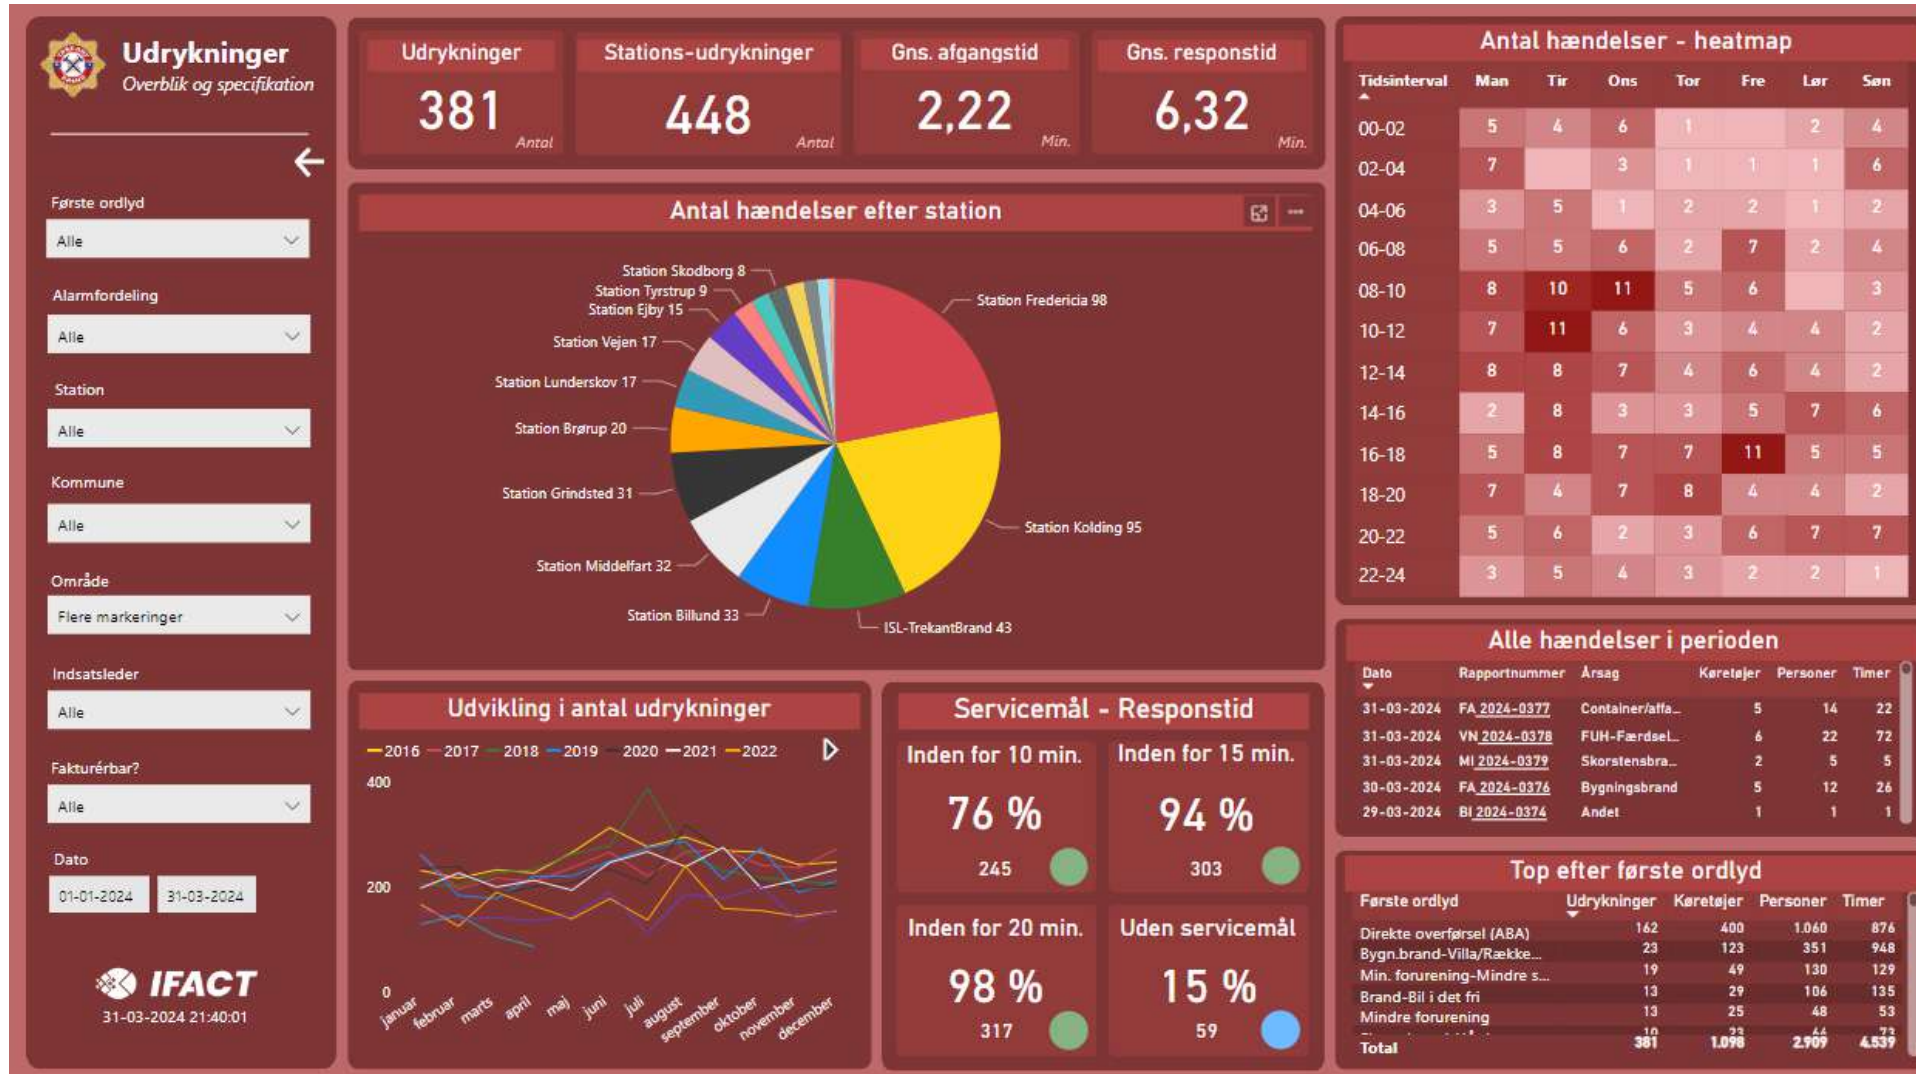 Udrykninger
Overblik og specifikation
Første ordlyd
Alle
Alarmfordeling
Alle
Station
Alle
Kommune
Alle
Område
Flere markeringer
Indsatsleder
Alle
Fakturérbar?
Alle
Dato
01-01-2024 31-03-2024
IFACT
31-03-2024 21:40:01
Udrykninger
381
Antal
Stations-udrykninger
448
Antal
Gns. afgangstid
2,22
Min.
Gns. responstid
6,32
Min.
Antal hændelser efter station
Station Skodborg 8
Station Tyrstrup 9
Station Ejby 15
Station Vejen 17
Station Lunderskov 17
Station Brørup 20
Station Grindsted 31
Station Middelfart 32
Station Billund 33
ISL-TrekantBrand 43
Station Kolding 95
Station Fredericia 98
Udvikling i antal udrykninger
2016 2017 2018 2019 2020 2021 2022
400
200
0
januar februar marts april maj juni juli august september oktober november december
Servicemål - Responstid
Inden for 10 min.
76 %
245
Inden for 15 min.
94 %
303
Inden for 20 min.
98 %
317
Uden servicemål
15 %
59
Antal hændelser - heatmap
Tidsinterval Man Tir Ons Tor Fre Lør Søn
00-02 5 4 6 1 2 4
02-04 7 3 1 1 1 6
04-06 3 5 1 2 2 1 2
06-08 5 5 6 2 7 2 4
08-10 8 10 11 5 6 3
10-12 7 11 6 3 4 4 2
12-14 8 8 7 4 6 4 2
14-16 2 8 3 3 5 7 6
16-18 5 8 7 7 11 5 5
18-20 7 4 7 8 4 4 2
20-22 5 6 2 3 6 7 7
22-24 3 5 4 3 2 2 1
Alle hændelser i perioden
Dato Rapportnummer Årsag Køretøjer Personer Timer
31-03-2024 FA 2024-0377 Container/affa... 5 14 22
31-03-2024 VN 2024-0378 FUH-Færdsel... 6 22 72
31-03-2024 MI 2024-0379 Skorstensbra... 2 5 5
30-03-2024 FA 2024-0376 Bygningsbrand 5 12 26
29-03-2024 BI 2024-0374 Andet 1 1 1
Top efter første ordlyd
Første ordlyd Udrykninger Køretøjer Personer Timer
Direkte overførsel (ABA) 162 400 1.060 876
Bygn.brand-Villa/Række... 23 123 351 948
Min. forurening-Mindre s... 19 49 130 129
Brand-Bil i det fri 13 29 106 135
Mindre forurening 13 25 48 53
10 23 44 73
Total 381 1.098 2.909 4.539